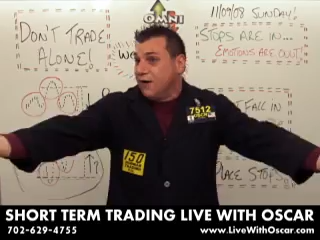 OMNI
11/09/08 SUNDAY!
DON'T TRADE
ALONE!
STOPS ARE IN...
EMOTIONS ARE OUT!
7512
150
FALL IN
PLACE STOPS
SHORT TERM TRADING LIVE WITH OSCAR
702-629-4755
www.LiveWithOscar.com